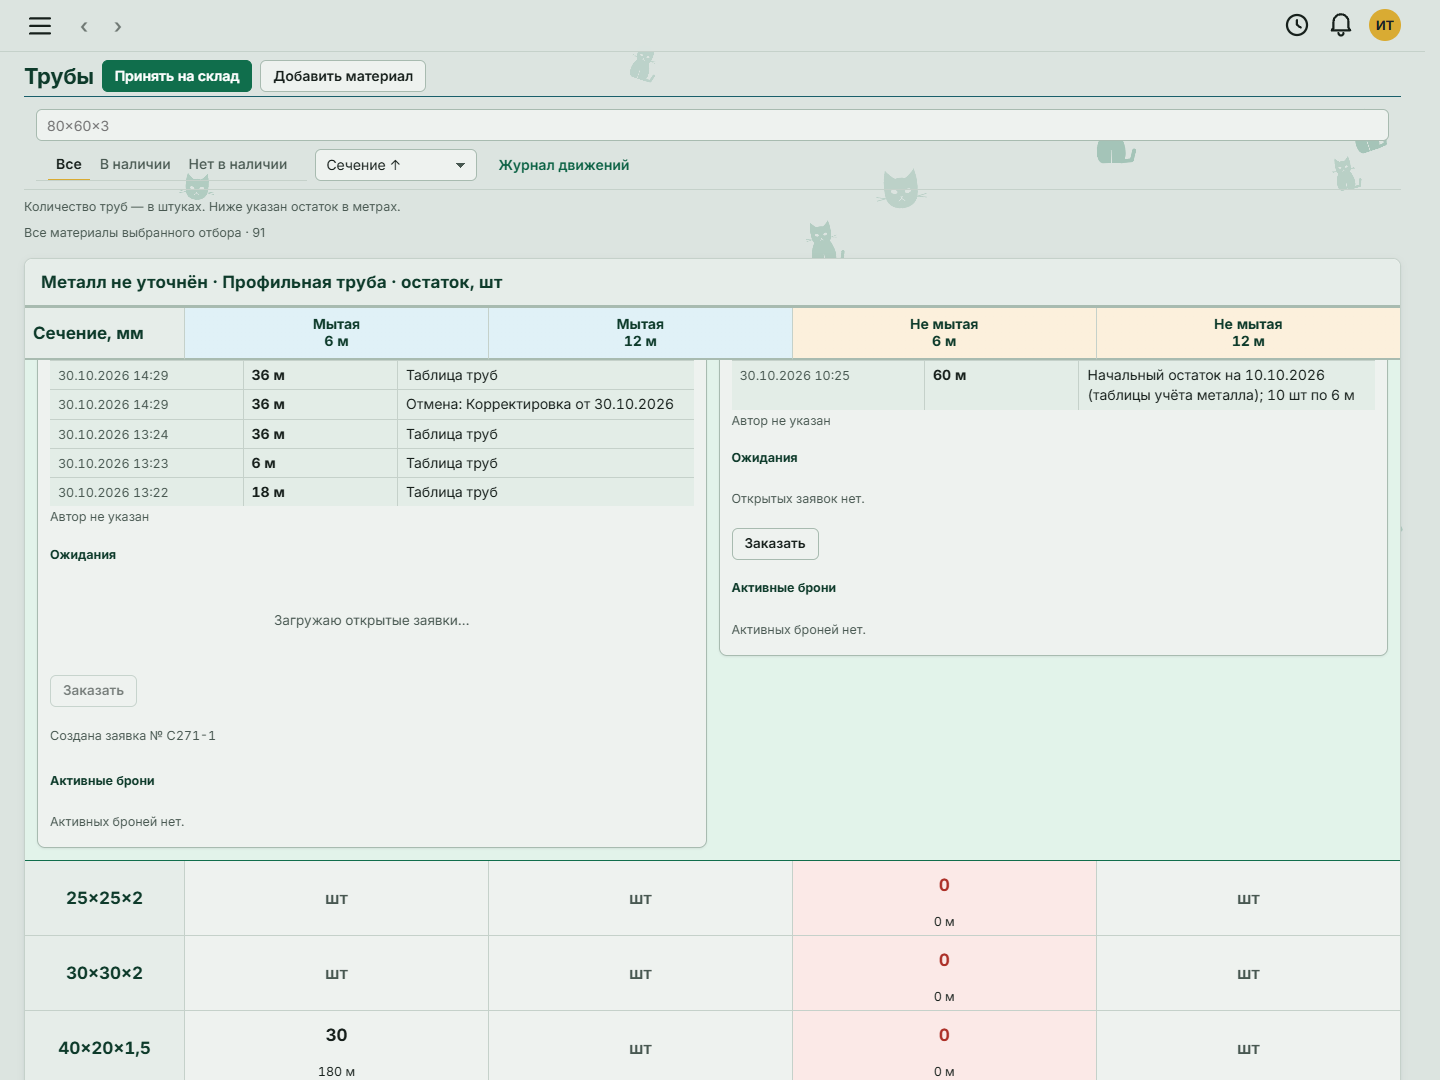 ‹ ›
ИТ
Трубы
Принять на склад
Добавить материал
80×60×3
Все
В наличии
Нет в наличии
Сечение ↑
Журнал движений
Количество труб — в штуках. Ниже указан остаток в метрах.
Все материалы выбранного отбора · 91
Металл не уточнён · Профильная труба · остаток, шт
Сечение, мм
Мытая
6 м
Мытая
12 м
Не мытая
6 м
Не мытая
12 м
30.10.2026 14:29 36 м Таблица труб
30.10.2026 14:29 36 м Отмена: Корректировка от 30.10.2026
30.10.2026 13:24 36 м Таблица труб
30.10.2026 13:23 6 м Таблица труб
30.10.2026 13:22 18 м Таблица труб
Автор не указан
Ожидания
Загружаю открытые заявки...
Заказать
Создана заявка № С271-1
Активные брони
Активных броней нет.
30.10.2026 10:25 60 м Начальный остаток на 10.10.2026
(таблицы учёта металла); 10 шт по 6 м
Автор не указан
Ожидания
Открытых заявок нет.
Заказать
Активные брони
Активных броней нет.
25×25×2 шт шт 0 шт
0 м
30×30×2 шт шт 0 шт
0 м
40×20×1,5 30 шт 0 шт
180 м 0 м